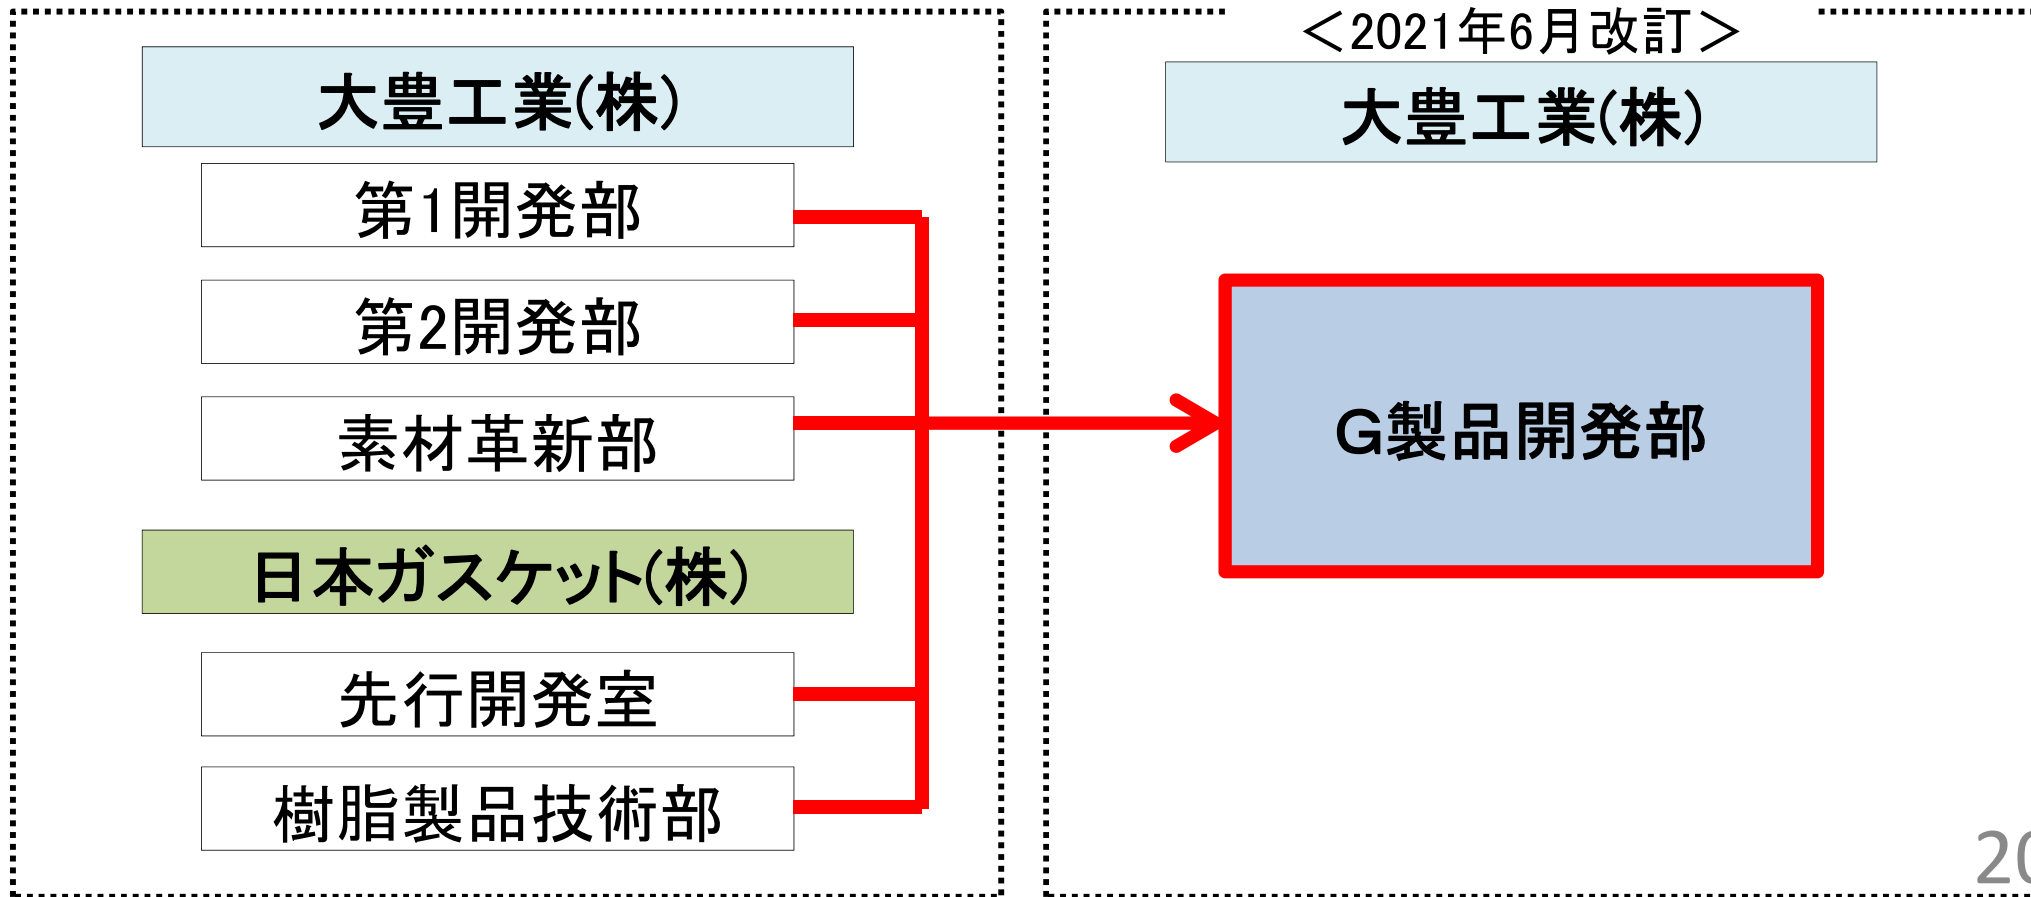 大豊工業(株)
第1開発部
第2開発部
素材革新部
日本ガスケット(株)
先行開発室
樹脂製品技術部
＜2021年6月改訂＞
大豊工業(株)
G製品開発部
20